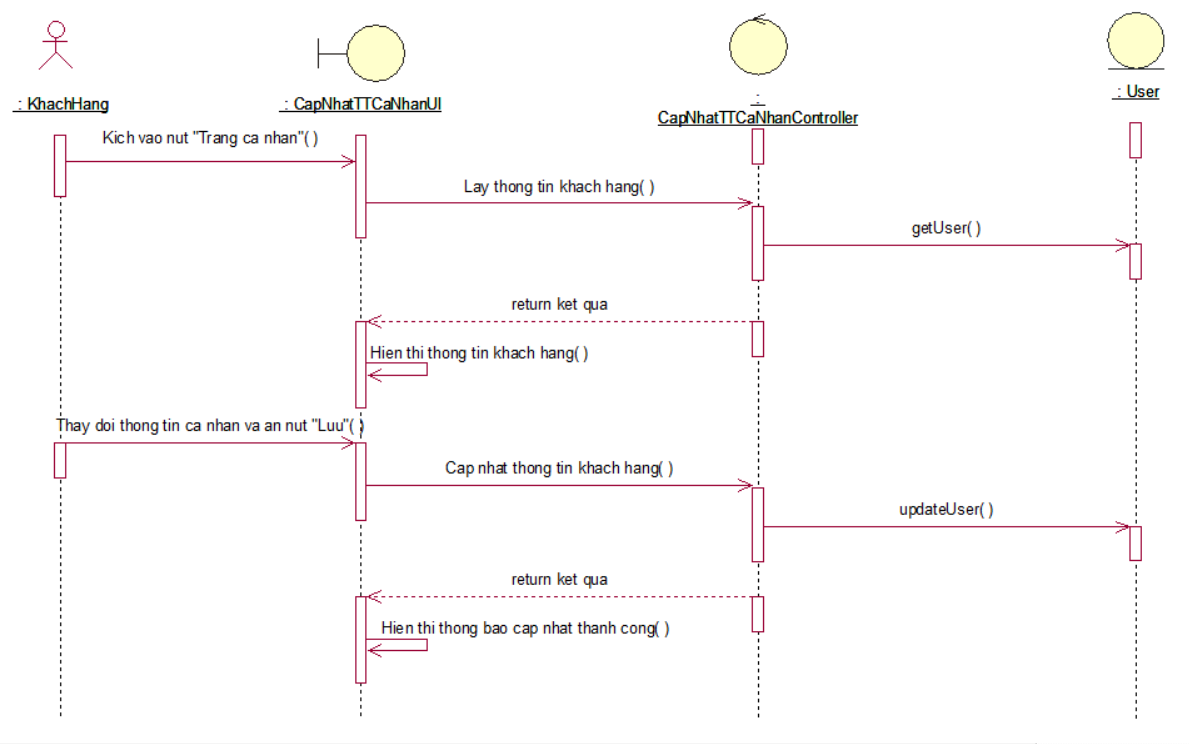 : KhachHang
: CapNhatTTCaNhanUI
:
CapNhatTTCaNhanController
: User
Kich vao nut "Trang ca nhan"( )
Lay thong tin khach hang( )
getUser( )
return ket qua
Hien thi thong tin khach hang( )
Thay doi thong tin ca nhan va an nut "Luu"( )
Cap nhat thong tin khach hang( )
updateUser( )
return ket qua
Hien thi thong bao cap nhat thanh cong( )